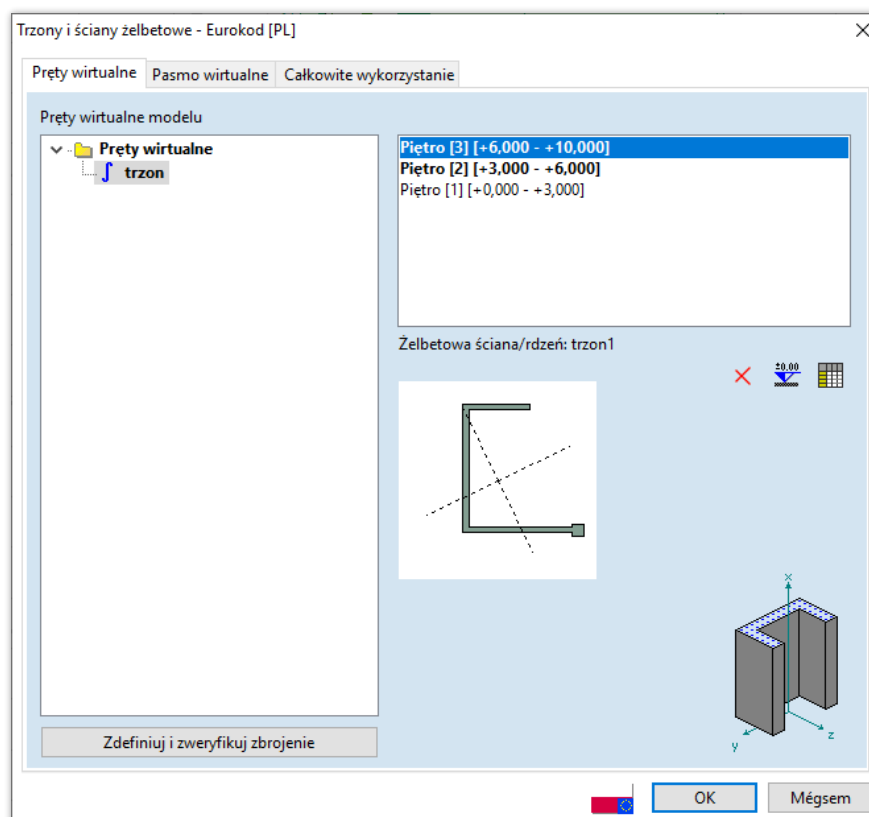 Trzony i ściany żelbetowe - Eurokod [PL]
Pręty wirtualne
Pasmo wirtualne
Całkowite wykorzystanie
Pręty wirtualne modelu
Pręty wirtualne
trzon
Piętro [3] [+6,000 - +10,000]
Piętro [2] [+3,000 - +6,000]
Piętro [1] [+0,000 - +3,000]
Żelbetowa ściana/rdzeń: trzon1
±0,00
x
y
z
Zdefiniuj i zweryfikuj zbrojenie
OK
Mégsem